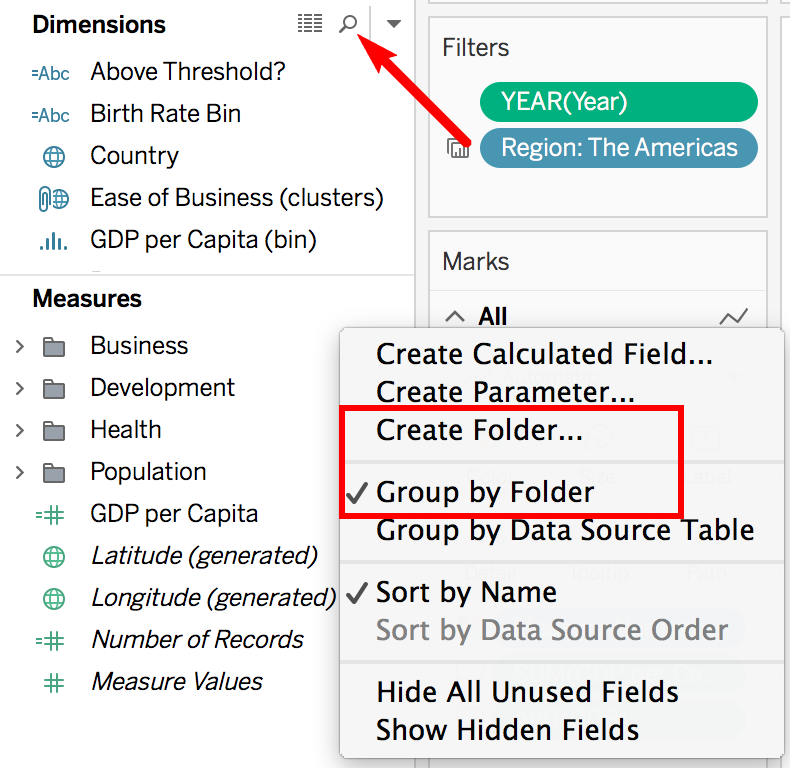 Dimensions
=Abc Above Threshold?
=Abc Birth Rate Bin
Country
Ease of Business (clusters)
GDP per Capita (bin)
Measures
Business
Development
Health
Population
=# GDP per Capita
Latitude (generated)
Longitude (generated)
=# Number of Records
# Measure Values
Filters
YEAR(Year)
Region: The Americas
Marks
All
Create Calculated Field...
Create Parameter...
Create Folder...
Group by Folder
Group by Data Source Table
Sort by Name
Sort by Data Source Order
Hide All Unused Fields
Show Hidden Fields